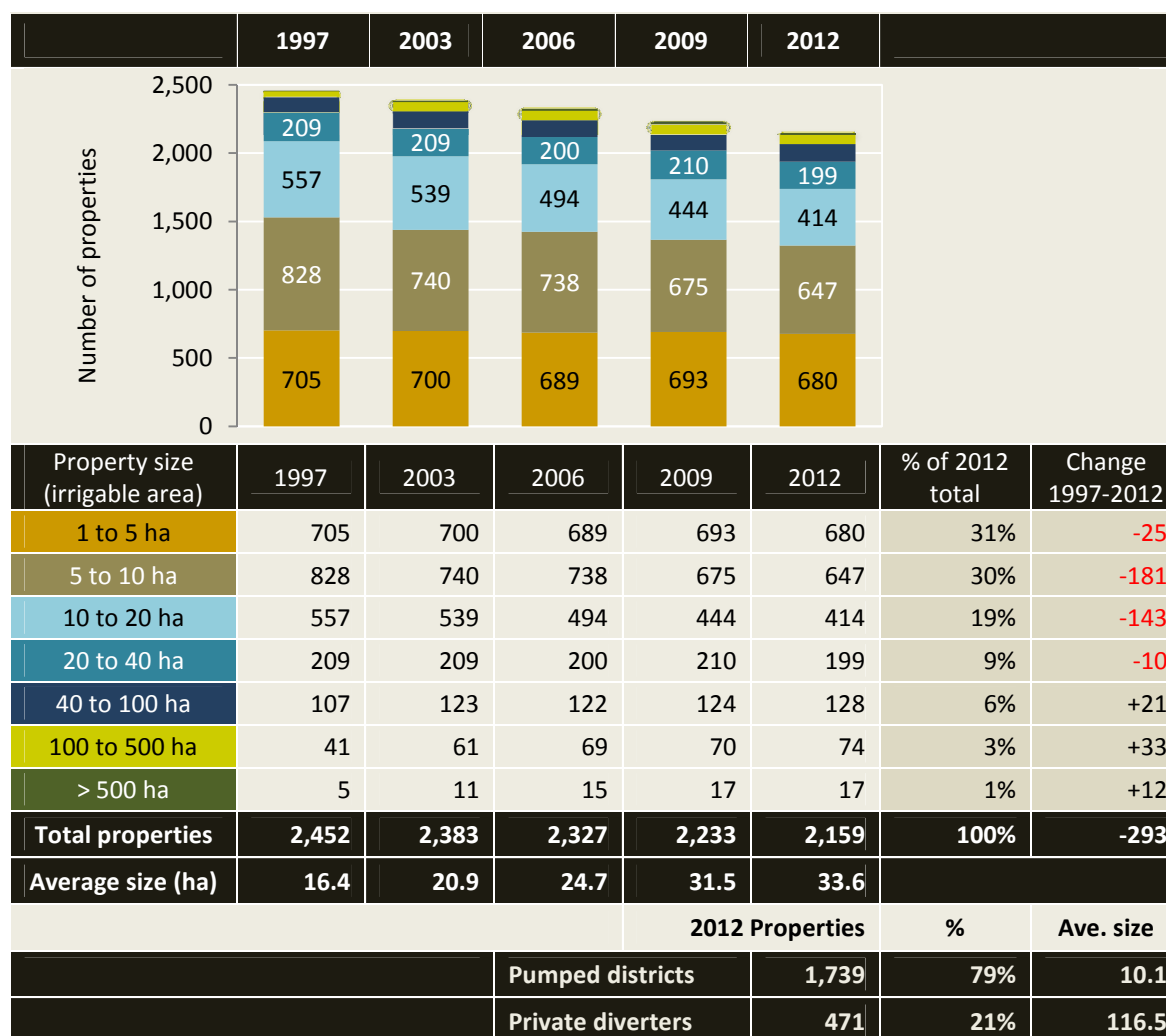 1997 2003 2006 2009 2012
2,500
2,000
1,500
1,000
500
0
Number of properties
209 209 200 210 199
557 539 494 444 414
828 740 738 675 647
705 700 689 693 680
Property size (irrigable area) 1997 2003 2006 2009 2012 % of 2012 total Change 1997-2012
1 to 5 ha 705 700 689 693 680 31% -25
5 to 10 ha 828 740 738 675 647 30% -181
10 to 20 ha 557 539 494 444 414 19% -143
20 to 40 ha 209 209 200 210 199 9% -10
40 to 100 ha 107 123 122 124 128 6% +21
100 to 500 ha 41 61 69 70 74 3% +33
> 500 ha 5 11 15 17 17 1% +12
Total properties 2,452 2,383 2,327 2,233 2,159 100% -293
Average size (ha) 16.4 20.9 24.7 31.5 33.6
2012 Properties % Ave. size
Pumped districts 1,739 79% 10.1
Private diverters 471 21% 116.5